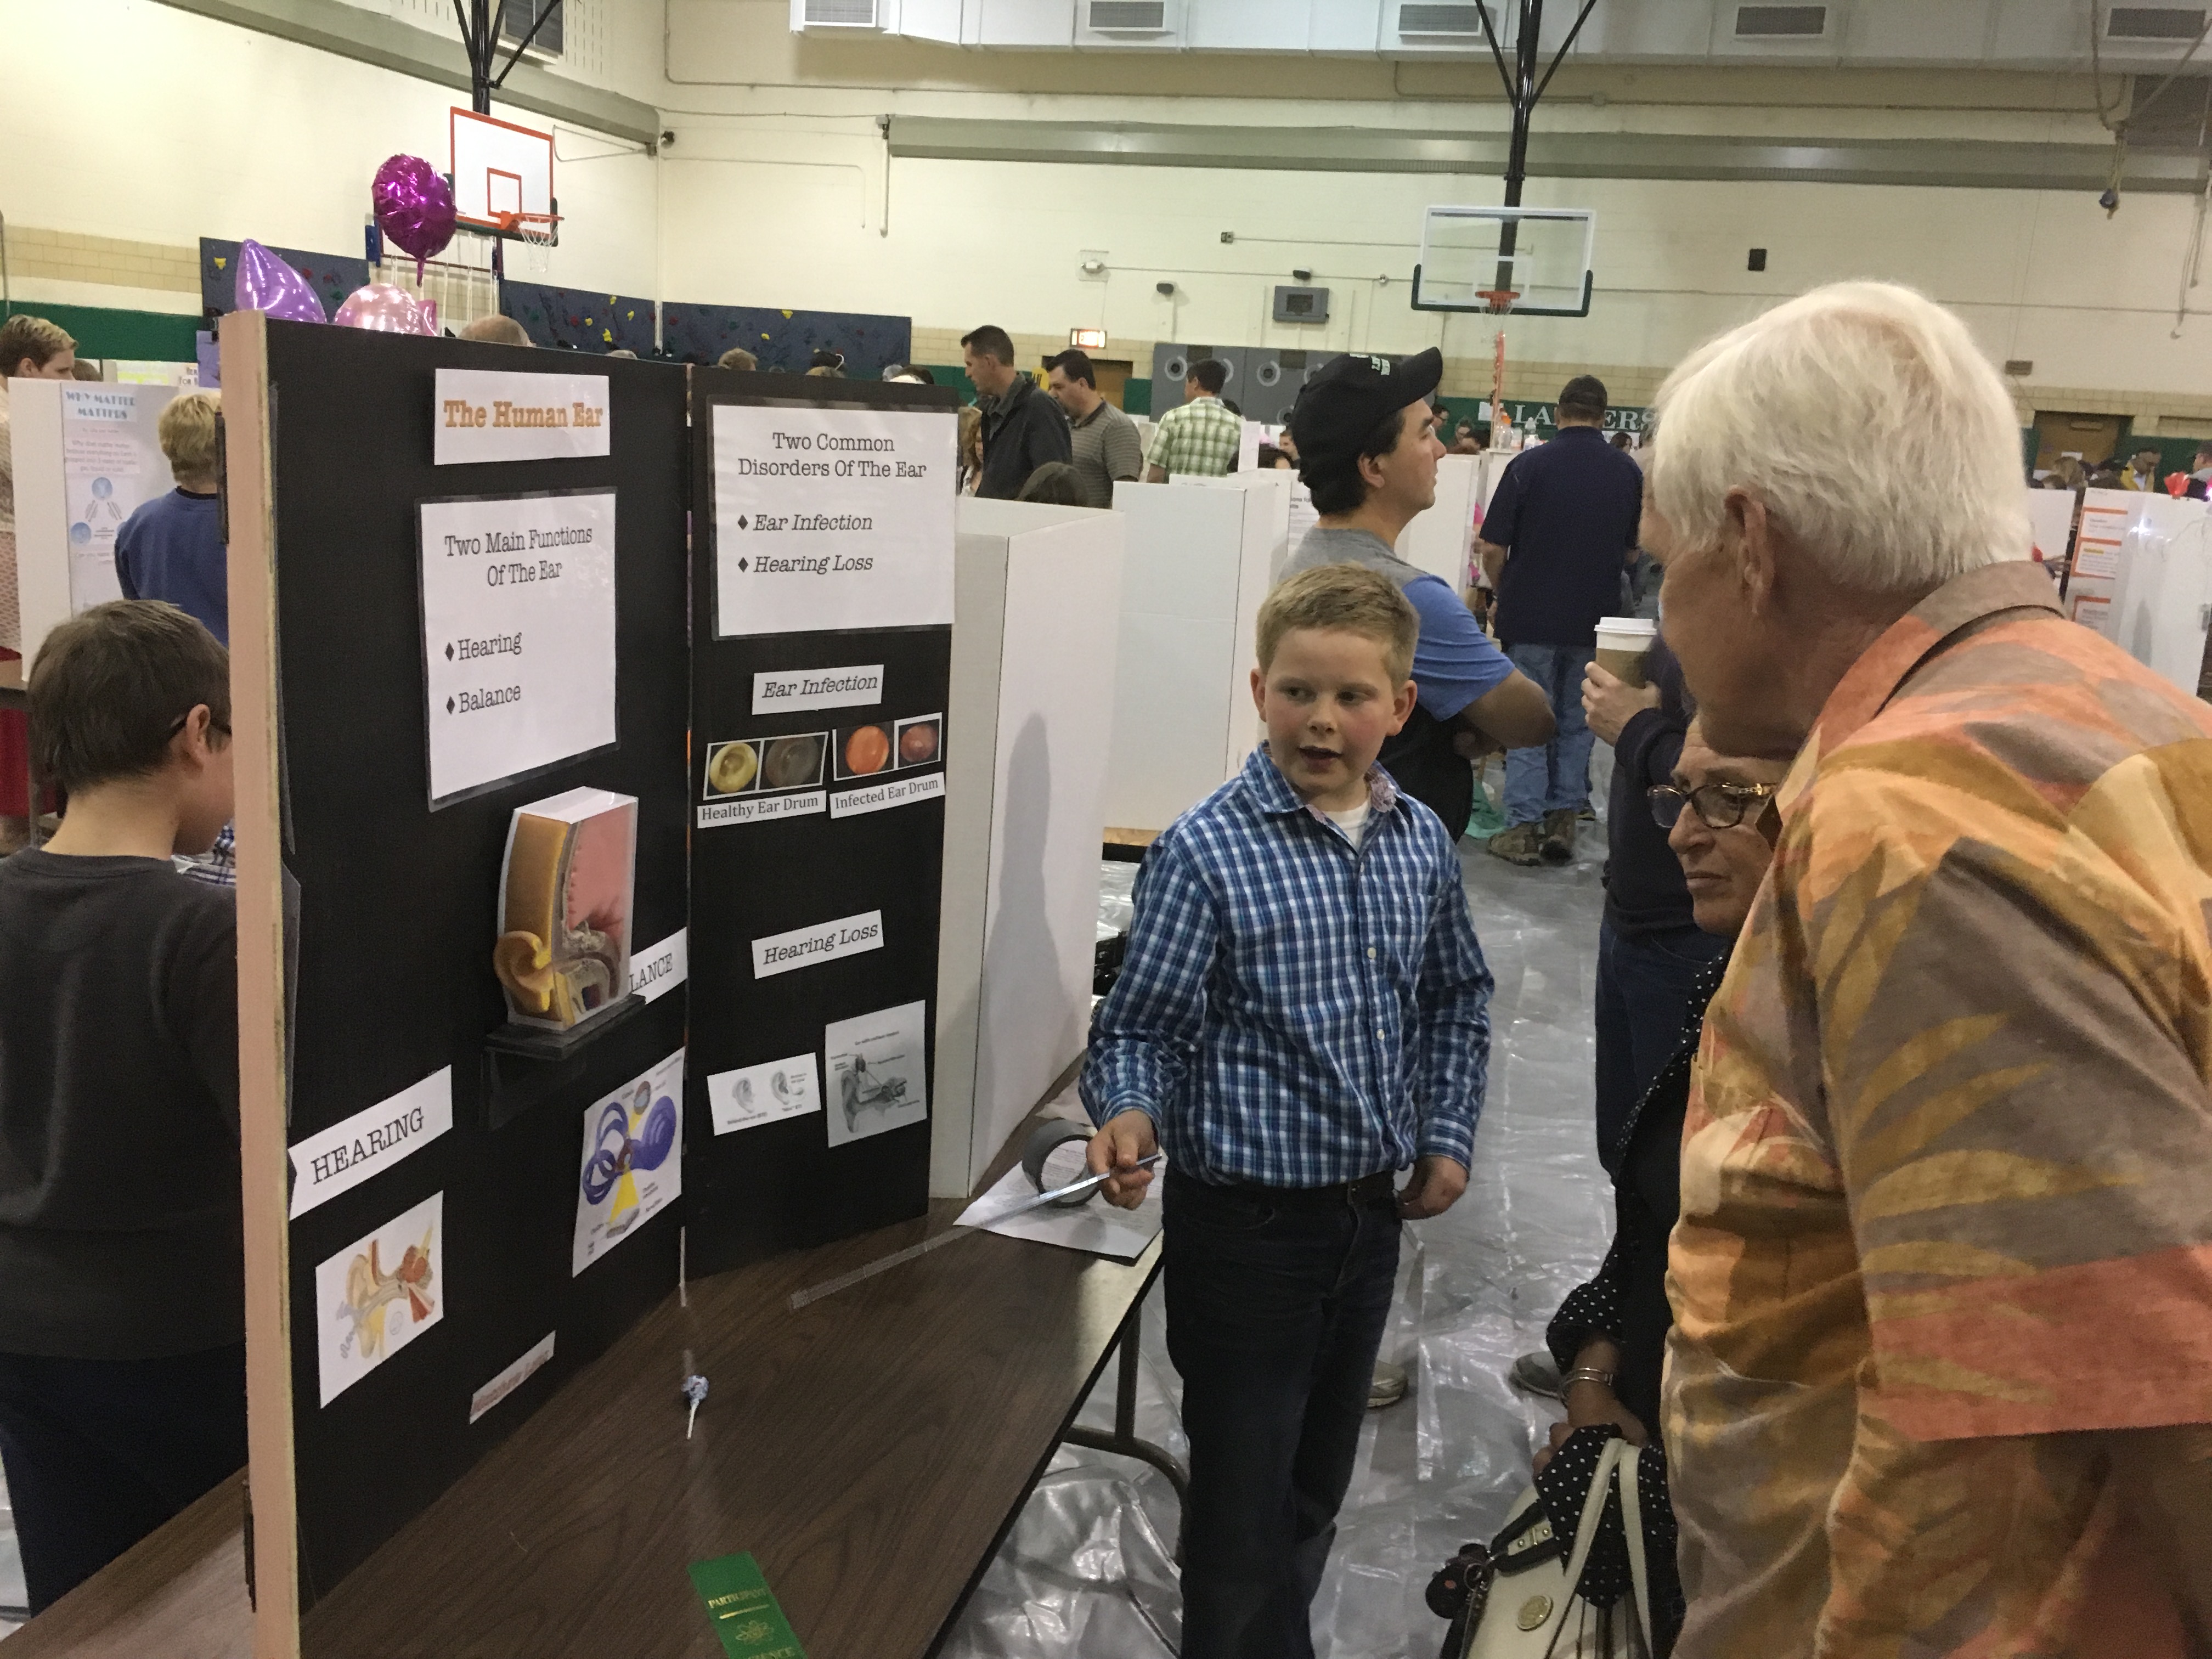 The Human Ear
Two Main Functions
Of The Ear
♦ Hearing
♦ Balance
LANCE
HEARING
Two Common
Disorders Of The Ear
♦ Ear Infection
♦ Hearing Loss
Ear Infection
Healthy Ear Drum
Infected Ear Drum
Hearing Loss
WHY MATTER
MATTERS
PARTICIPANT